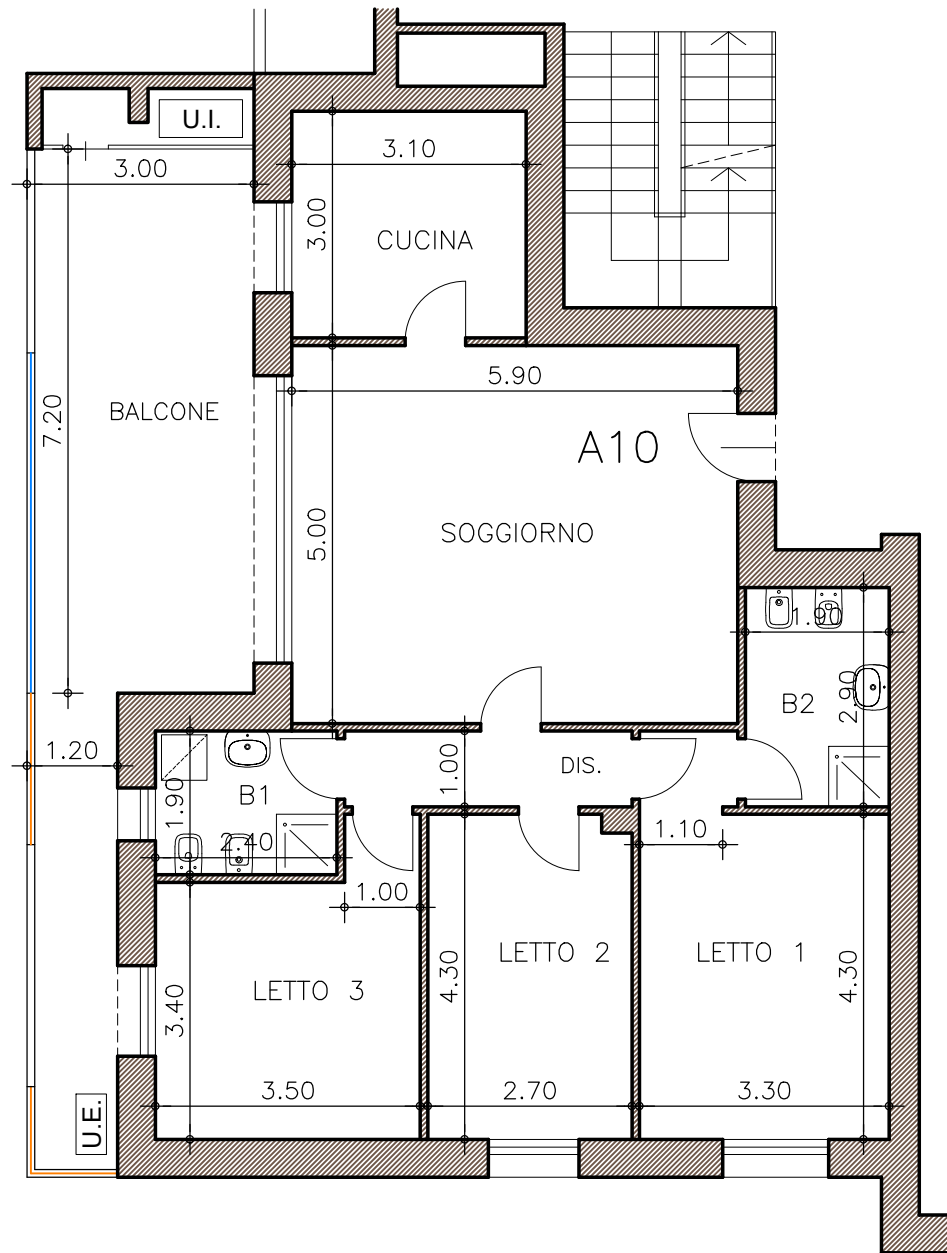 U.I.
3.00
3.10
3.00
CUCINA
5.90
BALCONE
7.20
A10
5.00
SOGGIORNO
1.90
2.90
B2
1.20
1.00
DIS.
1.90
B1
2.40
1.10
1.00
LETTO 2
LETTO 1
LETTO 3
4.30
4.30
3.40
3.50
2.70
3.30
U.E.